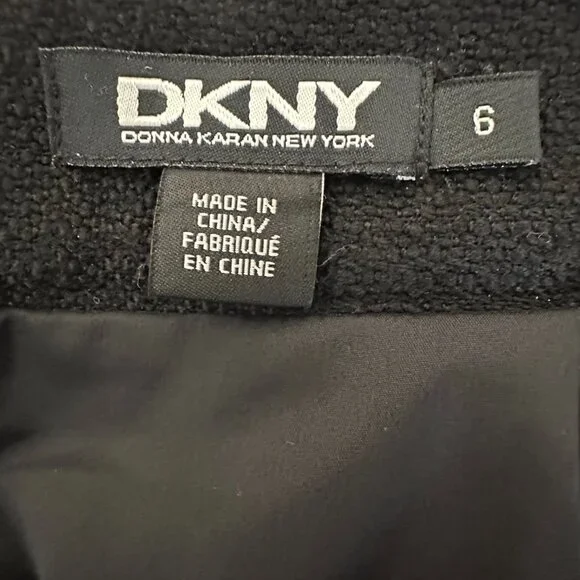 DKNY
DONNA KARAN NEW YORK
6
MADE IN
CHINA/
FABRIQUÉ
EN CHINE